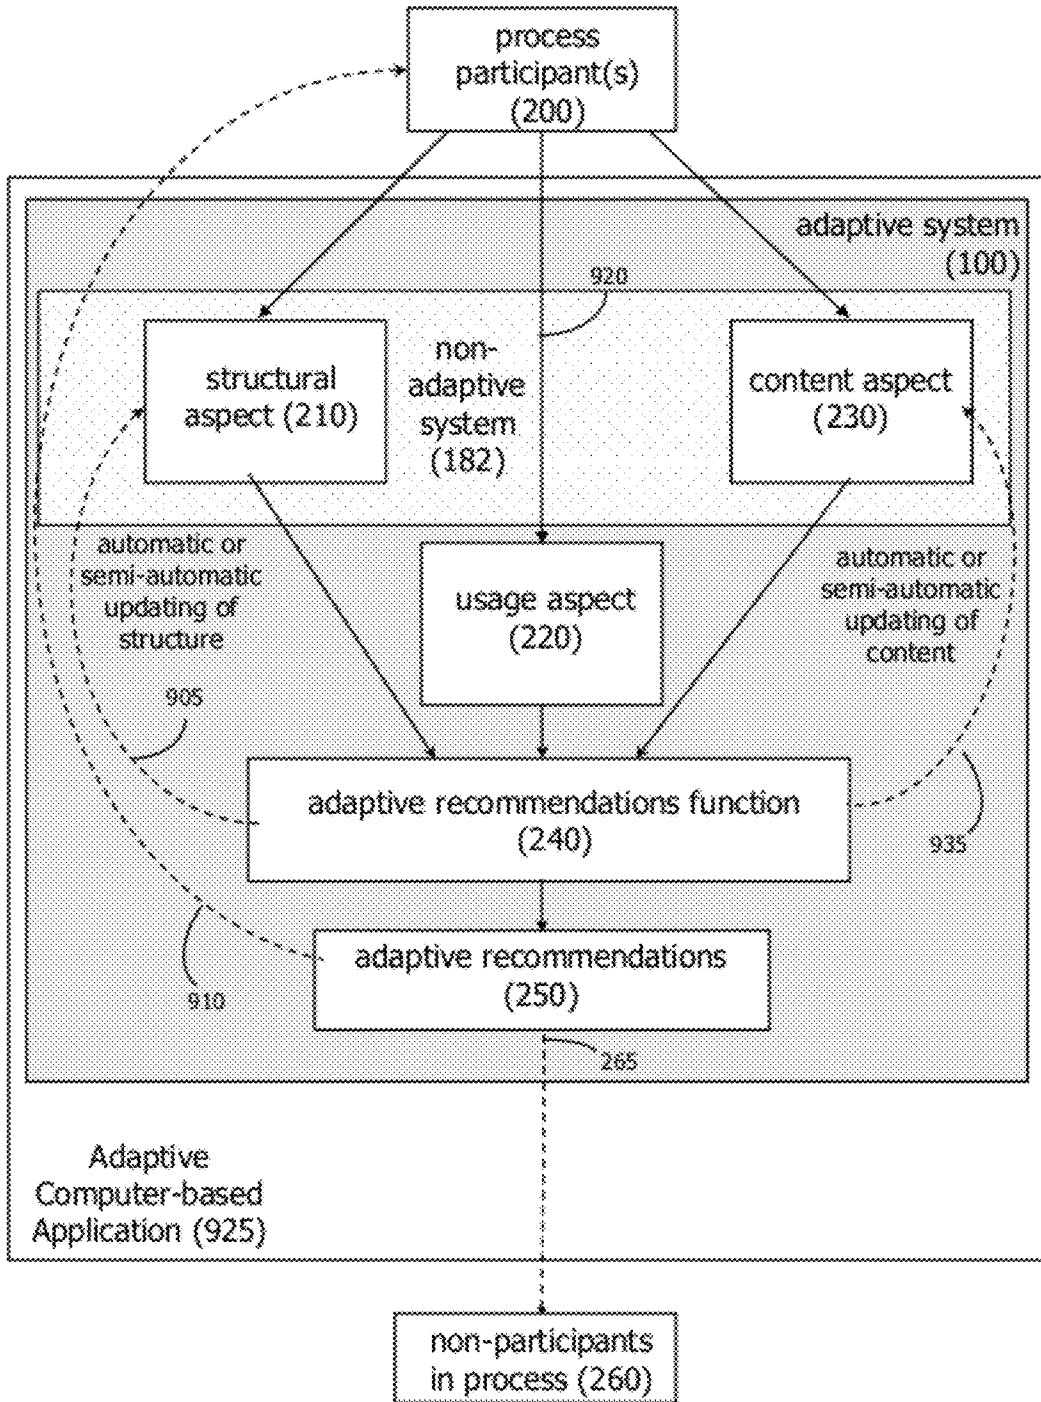 process
participant(s)
(200)
adaptive system
(100)
920
structural
aspect (210)
non-
adaptive
system
(182)
content aspect
(230)
automatic or
semi-automatic
updating of
structure
usage aspect
(220)
automatic or
semi-automatic
updating of
content
905
adaptive recommendations function
(240)
935
adaptive recommendations
(250)
910
265
Adaptive
Computer-based
Application (925)
non-participants
in process (260)